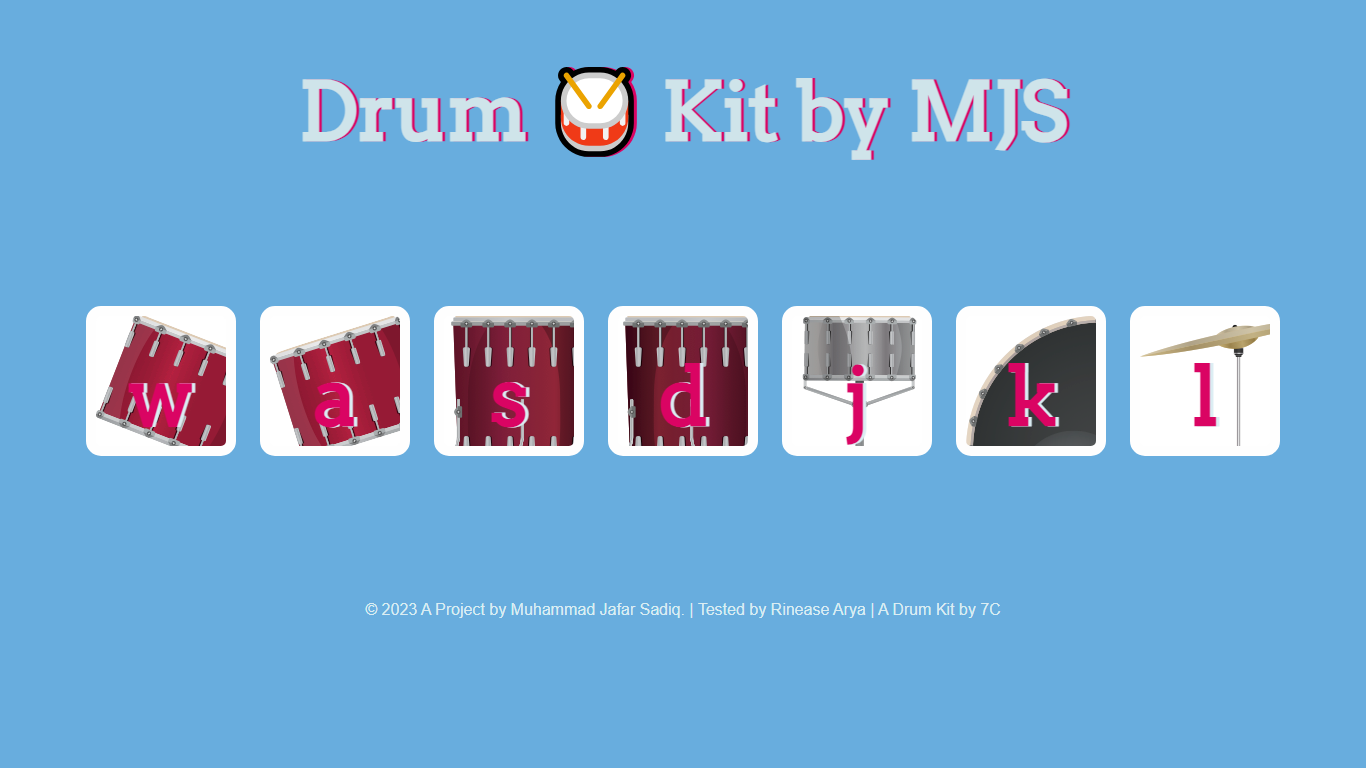 Drum 🥁 Kit by MJS
w a s d j k l
© 2023 A Project by Muhammad Jafar Sadiq. | Tested by Rinease Arya | A Drum Kit by 7C